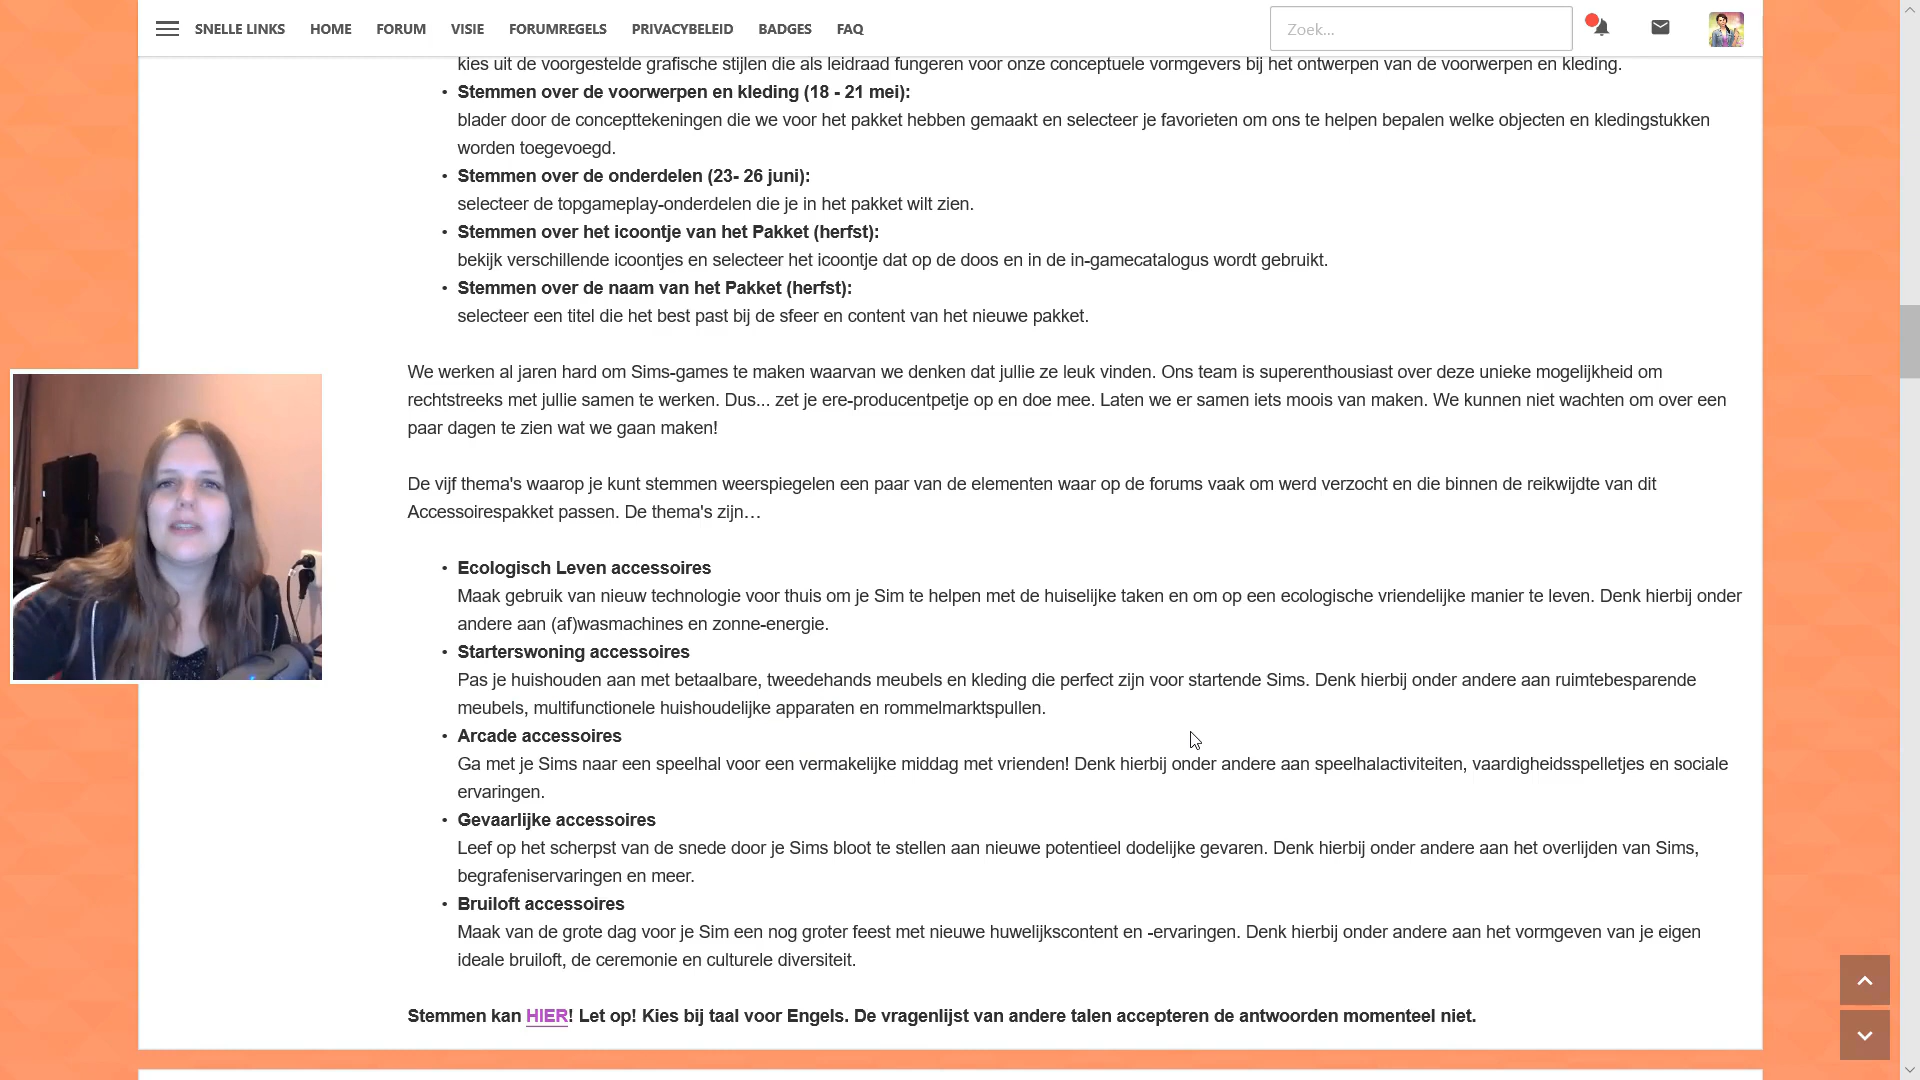 SNELLE LINKS HOME FORUM VISIE FORUMREGELS PRIVACYBELEID BADGES FAQ Zoek...
kies uit de voorgestelde grafische stijlen die als leidraad fungeren voor onze conceptuele vormgevers bij het ontwerpen van de voorwerpen en kleding.
• Stemmen over de voorwerpen en kleding (18 - 21 mei):
blader door de concepttekeningen die we voor het pakket hebben gemaakt en selecteer je favorieten om ons te helpen bepalen welke objecten en kledingstukken
worden toegevoegd.
• Stemmen over de onderdelen (23- 26 juni):
selecteer de topgameplay-onderdelen die je in het pakket wilt zien.
• Stemmen over het icoontje van het Pakket (herfst):
bekijk verschillende icoontjes en selecteer het icoontje dat op de doos en in de in-gamecatalogus wordt gebruikt.
• Stemmen over de naam van het Pakket (herfst):
selecteer een titel die het best past bij de sfeer en content van het nieuwe pakket.
We werken al jaren hard om Sims-games te maken waarvan we denken dat jullie ze leuk vinden. Ons team is superenthousiast over deze unieke mogelijkheid om
rechtstreeks met jullie samen te werken. Dus... zet je ere-producentpetje op en doe mee. Laten we er samen iets moois van maken. We kunnen niet wachten om over een
paar dagen te zien wat we gaan maken!
De vijf thema's waarop je kunt stemmen weerspiegelen een paar van de elementen waar op de forums vaak om werd verzocht en die binnen de reikwijdte van dit
Accessoirespakket passen. De thema's zijn…
• Ecologisch Leven accessoires
Maak gebruik van nieuw technologie voor thuis om je Sim te helpen met de huiselijke taken en om op een ecologische vriendelijke manier te leven. Denk hierbij onder
andere aan (af)wasmachines en zonne-energie.
• Starterswoning accessoires
Pas je huishouden aan met betaalbare, tweedehands meubels en kleding die perfect zijn voor startende Sims. Denk hierbij onder andere aan ruimtebesparende
meubels, multifunctionele huishoudelijke apparaten en rommelmarktspullen.
• Arcade accessoires
Ga met je Sims naar een speelhal voor een vermakelijke middag met vrienden! Denk hierbij onder andere aan speelhalactiviteiten, vaardigheidsspelletjes en sociale
ervaringen.
• Gevaarlijke accessoires
Leef op het scherpst van de snede door je Sims bloot te stellen aan nieuwe potentieel dodelijke gevaren. Denk hierbij onder andere aan het overlijden van Sims,
begrafeniservaringen en meer.
• Bruiloft accessoires
Maak van de grote dag voor je Sim een nog groter feest met nieuwe huwelijkscontent en -ervaringen. Denk hierbij onder andere aan het vormgeven van je eigen
ideale bruiloft, de ceremonie en culturele diversiteit.
Stemmen kan HIER! Let op! Kies bij taal voor Engels. De vragenlijst van andere talen accepteren de antwoorden momenteel niet.